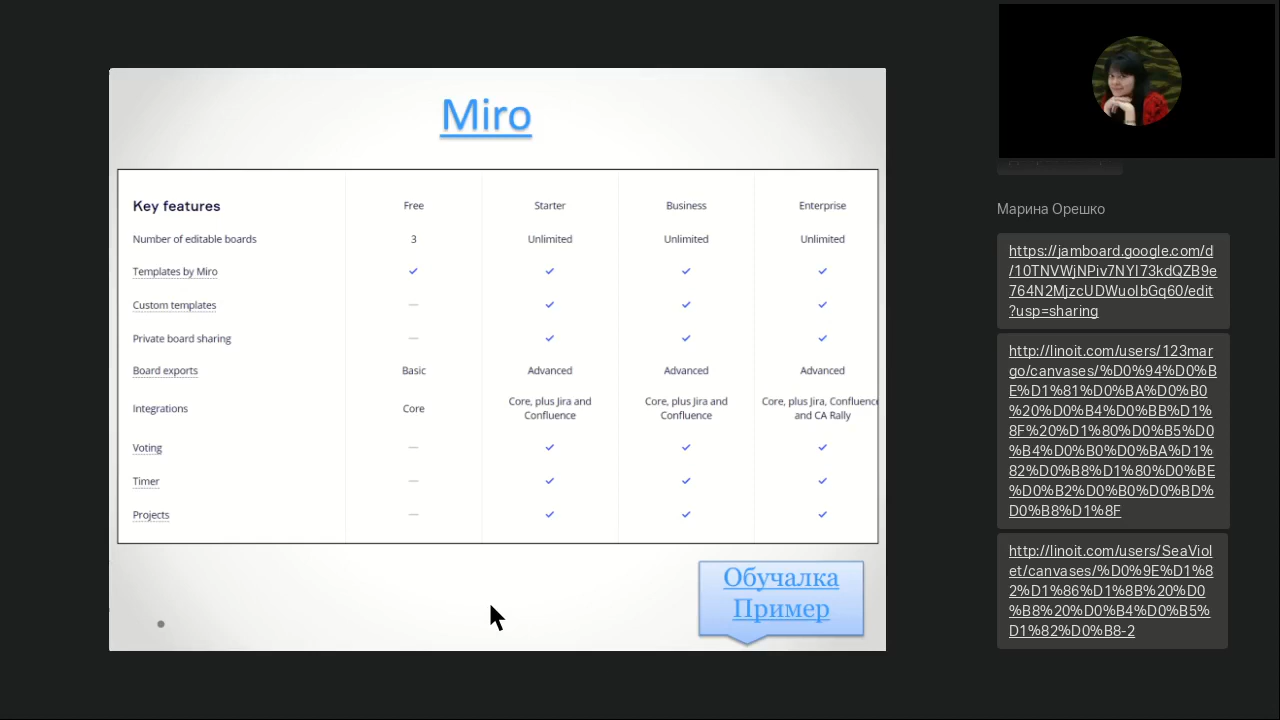 Miro
Key features Free Starter Business Enterprise
Number of editable boards 3 Unlimited Unlimited Unlimited
Templates by Miro
Custom templates
Private board sharing
Board exports Basic Advanced Advanced Advanced
Integrations Core Core, plus Jira and Confluence Core, plus Jira and Confluence Core, plus Jira, Confluence and CA Rally
Voting
Timer
Projects
Обучалка
Пример
Марина Орешко
https://jamboard.google.com/d
/10TNVWjNPiv7NYI73kdQZB9e
764N2MjzcUDWuoIbGq60/edit
?usp=sharing
http://linoit.com/users/123mar
go/canvases/%D0%94%D0%B
E%D1%81%D0%BA%D0%B0
%20%D0%B4%D0%BB%D1%
8F%20%D1%80%D0%B5%D0
%B4%D0%B0%D0%BA%D1%
82%D0%B8%D1%80%D0%BE
%D0%B2%D0%B0%D0%BD%
D0%B8%D1%8F
http://linoit.com/users/SeaViol
et/canvases/%D0%9E%D1%8
2%D1%86%D1%8B%20%D0
%B8%20%D0%B4%D0%B5%
D1%82%D0%B8-2